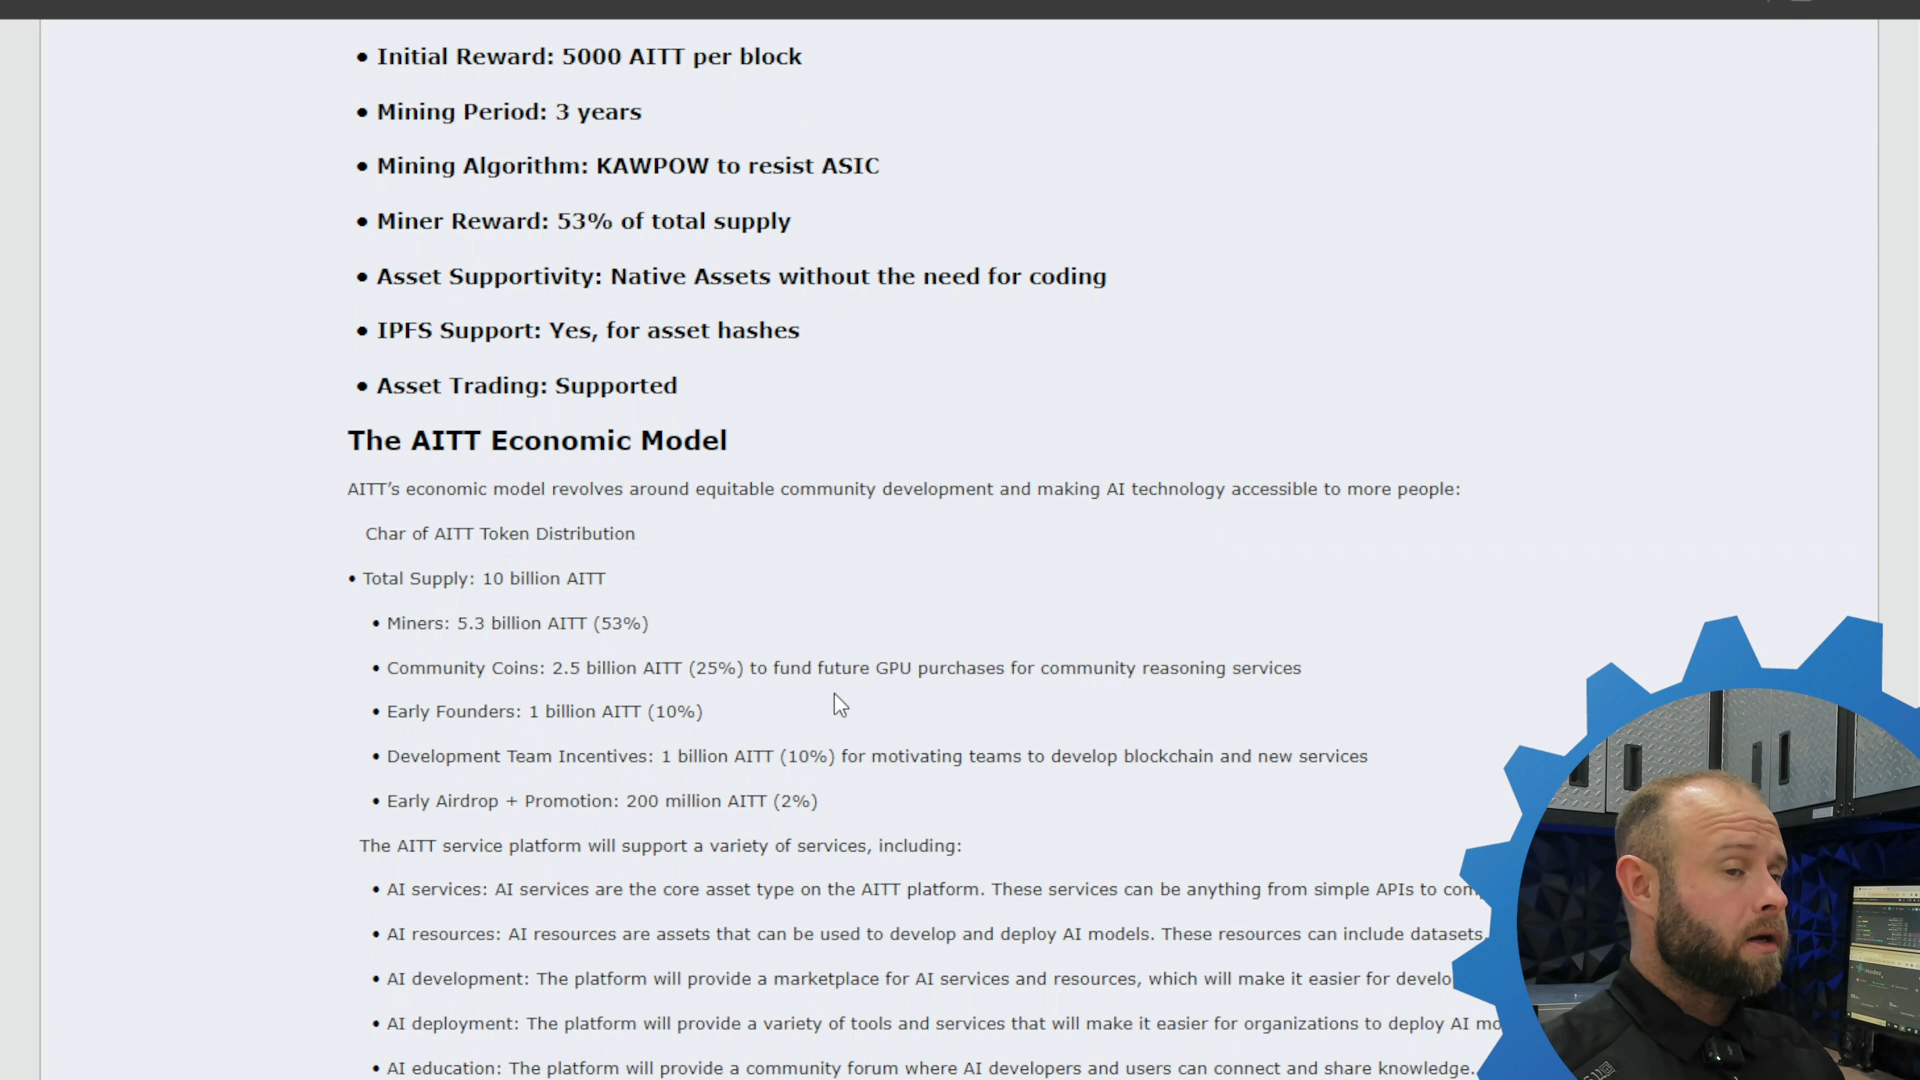 • Initial Reward: 5000 AITT per block
• Mining Period: 3 years
• Mining Algorithm: KAWPOW to resist ASIC
• Miner Reward: 53% of total supply
• Asset Supportivity: Native Assets without the need for coding
• IPFS Support: Yes, for asset hashes
• Asset Trading: Supported
The AITT Economic Model
AITT’s economic model revolves around equitable community development and making AI technology accessible to more people:
Char of AITT Token Distribution
• Total Supply: 10 billion AITT
• Miners: 5.3 billion AITT (53%)
• Community Coins: 2.5 billion AITT (25%) to fund future GPU purchases for community reasoning services
• Early Founders: 1 billion AITT (10%)
• Development Team Incentives: 1 billion AITT (10%) for motivating teams to develop blockchain and new services
• Early Airdrop + Promotion: 200 million AITT (2%)
The AITT service platform will support a variety of services, including:
• AI services: AI services are the core asset type on the AITT platform. These services can be anything from simple APIs to com
• AI resources: AI resources are assets that can be used to develop and deploy AI models. These resources can include datasets,
• AI development: The platform will provide a marketplace for AI services and resources, which will make it easier for develo
• AI deployment: The platform will provide a variety of tools and services that will make it easier for organizations to deploy AI mo
• AI education: The platform will provide a community forum where AI developers and users can connect and share knowledge.